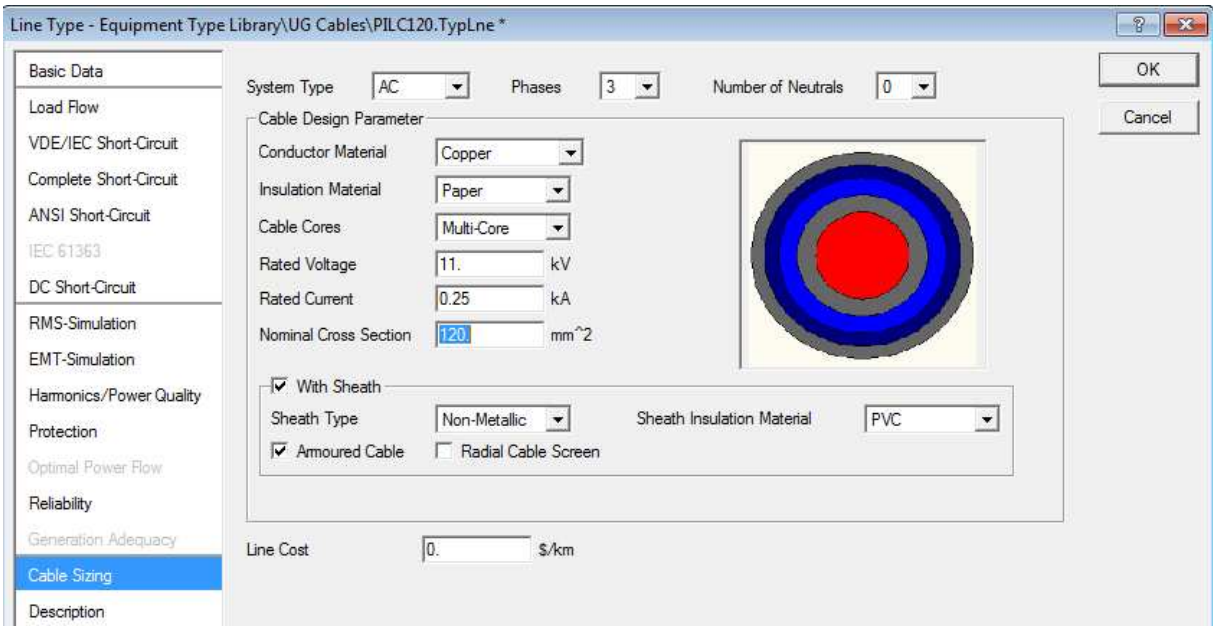 Line Type - Equipment Type Library\UG Cables\PILC120.TypLne *
OK
Cancel
Basic Data
Load Flow
VDE/IEC Short-Circuit
Complete Short-Circuit
ANSI Short-Circuit
IEC 61363
DC Short-Circuit
RMS-Simulation
EMT-Simulation
Harmonics/Power Quality
Protection
Optimal Power Flow
Reliability
Generation Adequacy
Cable Sizing
Description
System Type AC Phases 3 Number of Neutrals 0
Cable Design Parameter
Conductor Material Copper
Insulation Material Paper
Cable Cores Multi-Core
Rated Voltage 11. kV
Rated Current 0.25 kA
Nominal Cross Section 120. mm^2
With Sheath
Sheath Type Non-Metallic Sheath Insulation Material PVC
Armoured Cable Radial Cable Screen
Line Cost 0. $/km